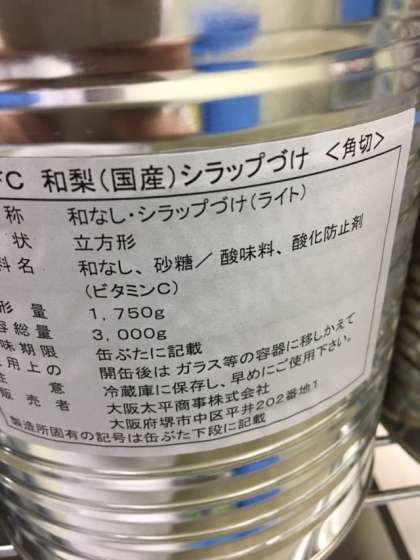 FC 和梨(国産)シラップづけ <角切>
称 和なし・シラップづけ(ライト)
状 立方形
料名 和なし、砂糖／酸味料、酸化防止剤
(ビタミンC)
形量 1,750g
容総量 3,000g
味期限 缶ぶたに記載
用上の 開缶後はガラス等の容器に移しかえて
注意 冷蔵庫に保存し、早めにご使用下さい。
販売者 大阪太平商事株式会社
大阪府堺市中区平井202番地1
製造所固有の記号は缶ぶた下段に記載